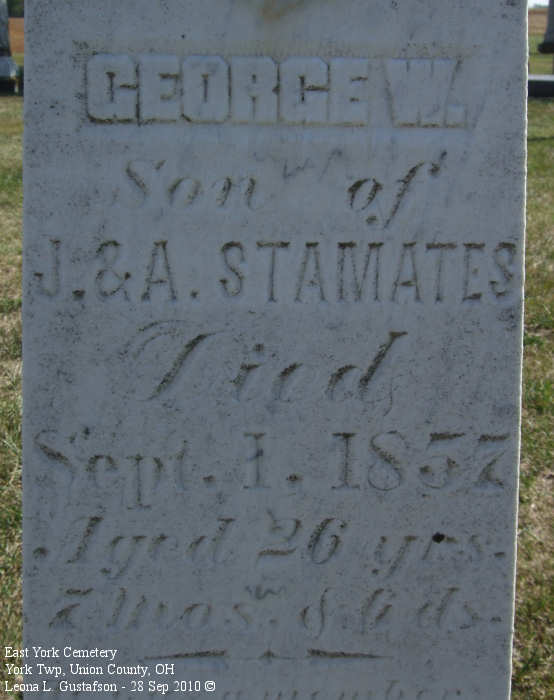 GEORGE W.
Son of
J. & A. STAMATES
Died
Sept. 1. 1857
Aged 26 yrs.
7 mos. & 6 ds.
East York Cemetery
York Twp, Union County, OH
Leona L. Gustafson - 28 Sep 2010 ©